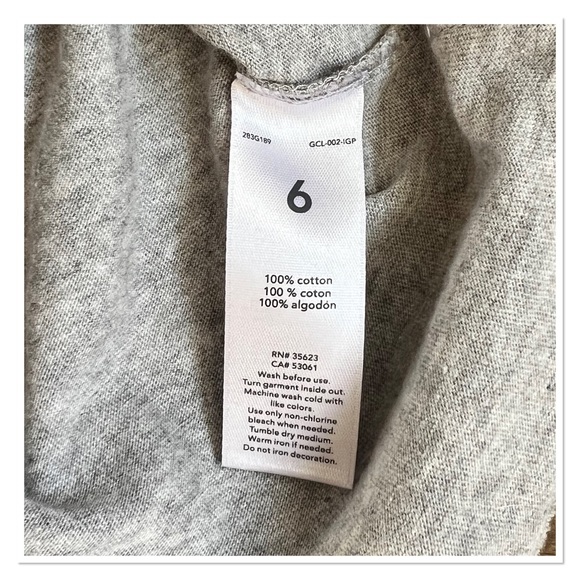 283G189 GCL-002-IGP
6
100% cotton
100 % coton
100% algodón
RN# 35623
CA# 53061
Wash before use.
Turn garment inside out.
Machine wash cold with
like colors.
Use only non-chlorine
bleach when needed.
Tumble dry medium.
Warm iron if needed.
Do not iron decoration.